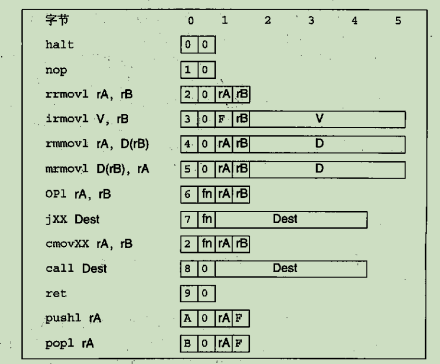 字节 0 1 2 3 4 5
halt 0 0
nop 1 0
rrmovl rA, rB 2 0 rA rB
irmovl V, rB 3 0 F rB V
rmmovl rA, D(rB) 4 0 rA rB D
mrmovl D(rB), rA 5 0 rA rB D
OPl rA, rB 6 fn rA rB
jXX Dest 7 fn Dest
cmovXX rA, rB 2 fn rA rB
call Dest 8 0 Dest
ret 9 0
pushl rA A 0 rA F
popl rA B 0 rA F